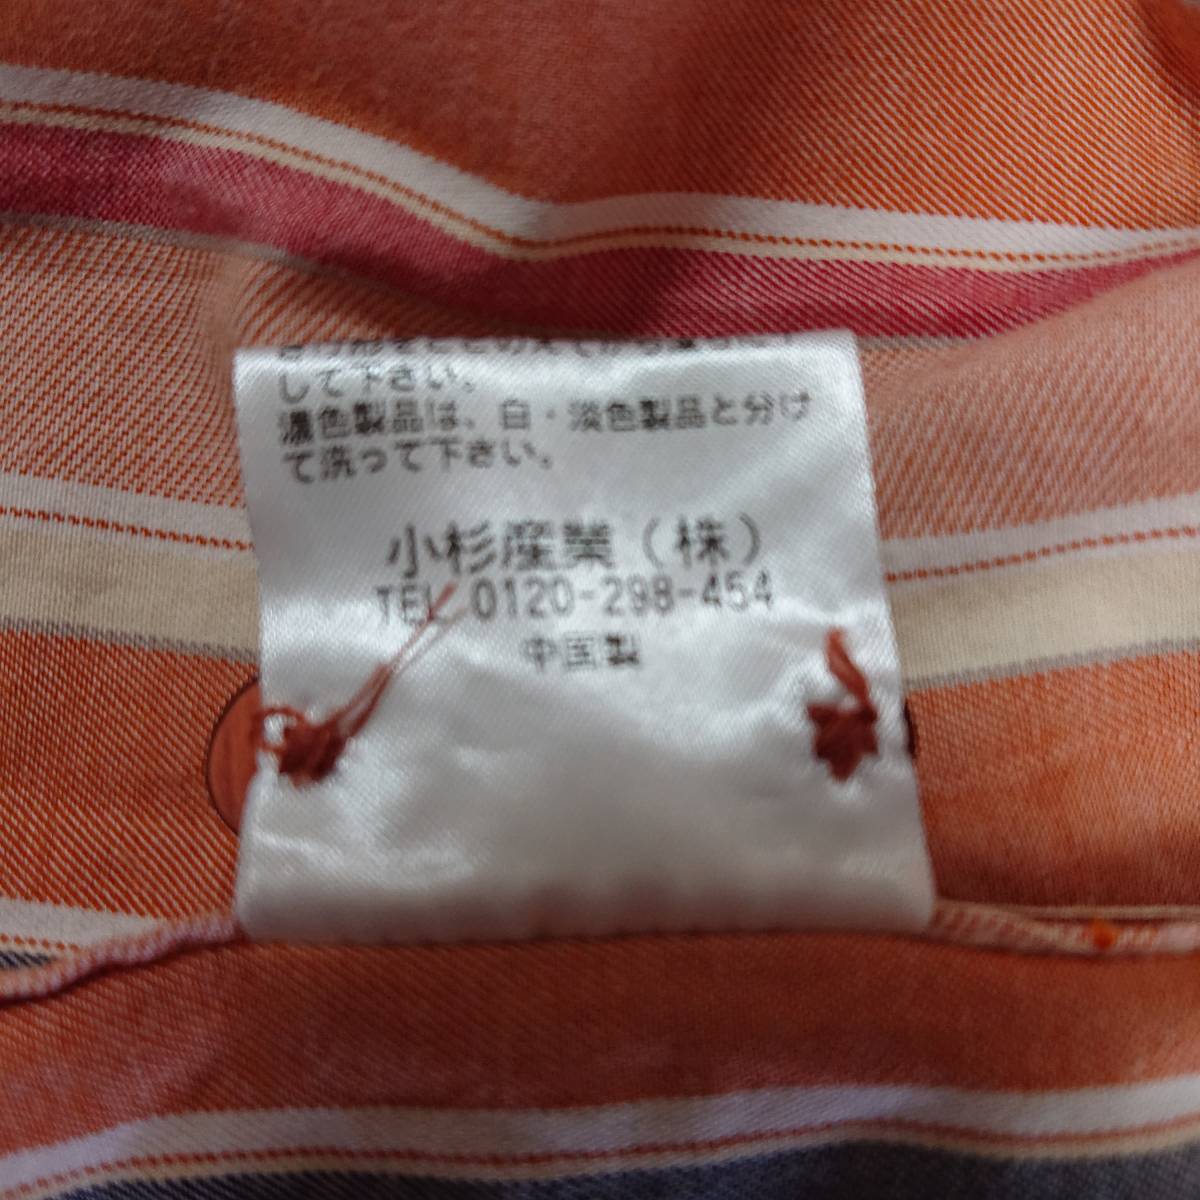 して下さい。
濃色製品は、白・淡色製品と分け
て洗って下さい。
小杉産業(株)
TEL 0120-298-454
中国製